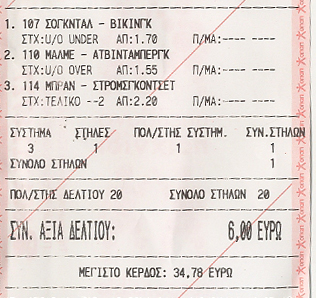 1. 107 ΣΟΓΚΝΤΑΛ - ΒΙΚΙΝΓΚ
ΣΤΧ:U/O UNDER ΑΠ:1.70 Π/ΜΑ:---- ----
2. 110 ΜΑΛΜΕ - ΑΤΒΙΝΤΑΜΠΕΡΓΚ
ΣΤΧ:U/O OVER ΑΠ:1.55 Π/ΜΑ:---- ----
3. 114 ΜΠΡΑΝ - ΣΤΡΟΜΣΓΚΟΝΤΣΕΤ
ΣΤΧ:ΤΕΛΙΚΟ --2 ΑΠ:2.20 Π/ΜΑ:---- ----
ΣΥΣΤΗΜΑ ΣΤΗΛΕΣ ΠΟΛ/ΣΤΗΣ ΣΥΣΤΗΜ. ΣΥΝ.ΣΤΗΛΩΝ
3 1 1 1
ΣΥΝΟΛΟ ΣΤΗΛΩΝ 1
ΠΟΛ/ΣΤΗΣ ΔΕΛΤΙΟΥ 20 ΣΥΝΟΛΟ ΣΤΗΛΩΝ 20
ΣΥΝ. ΑΞΙΑ ΔΕΛΤΙΟΥ: 6,00 ΕΥΡΩ
ΜΕΓΙΣΤΟ ΚΕΡΔΟΣ: 34,78 ΕΥΡΩ